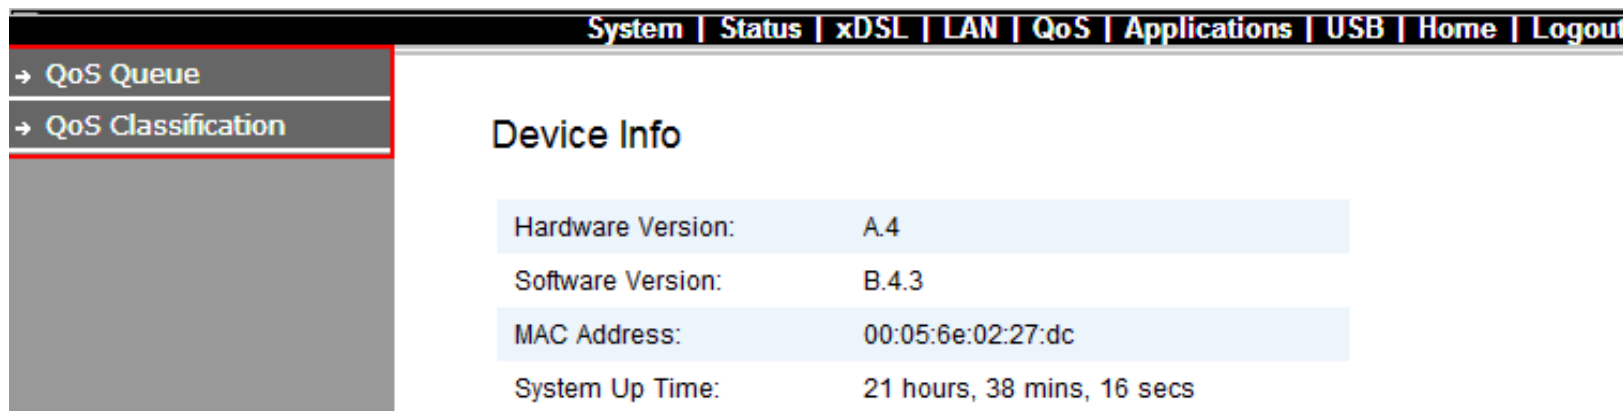 System | Status | xDSL | LAN | QoS | Applications | USB | Home | Logout
QoS Queue
QoS Classification
Device Info
Hardware Version: A.4
Software Version: B.4.3
MAC Address: 00:05:6e:02:27:dc
System Up Time: 21 hours, 38 mins, 16 secs